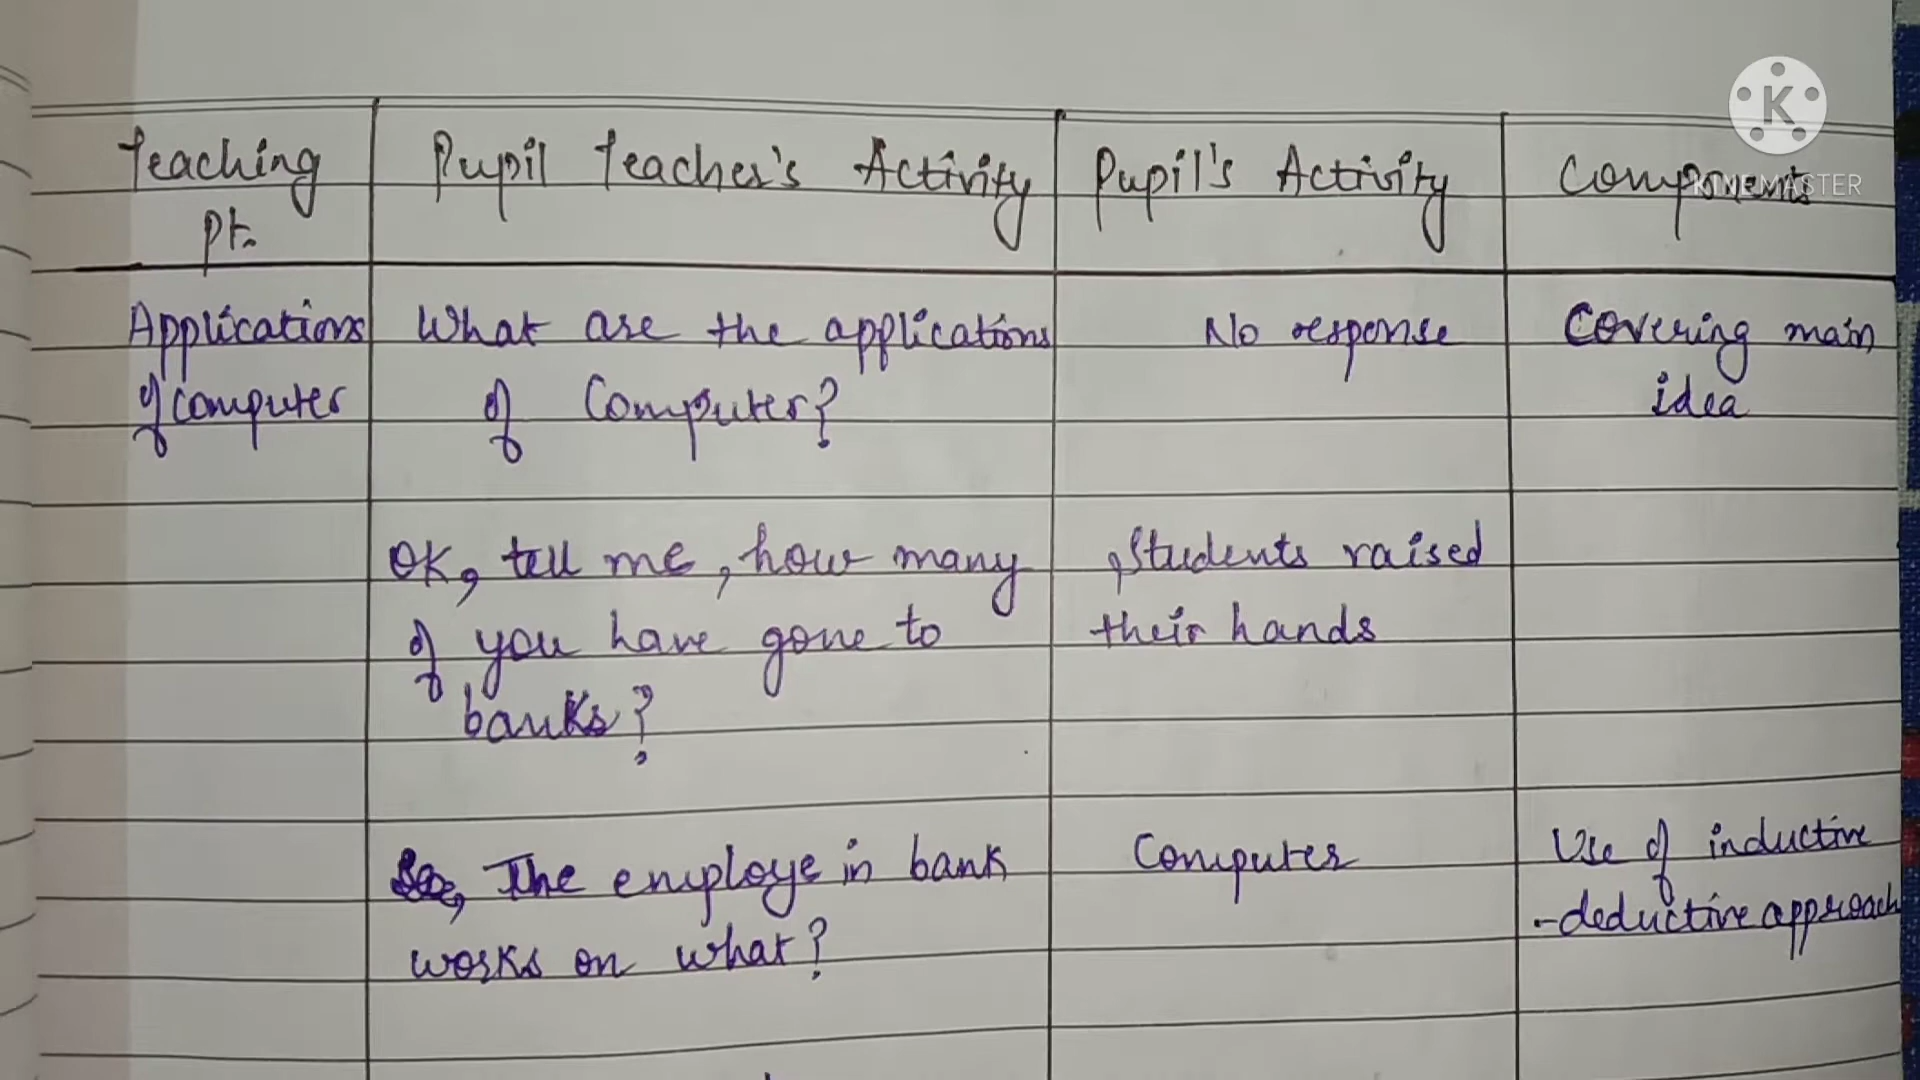 Teaching Pt.
Pupil teacher's Activity
Pupil's Activity
Components
Applications
of computer
What are the applications
of Computer?
No response
Covering main
idea
OK, tell me, how many
of you have gone to
banks?
Students raised
their hands
The employe in bank
works on what?
Computer
Use of inductive
-deductive approach
K
KINEMASTER